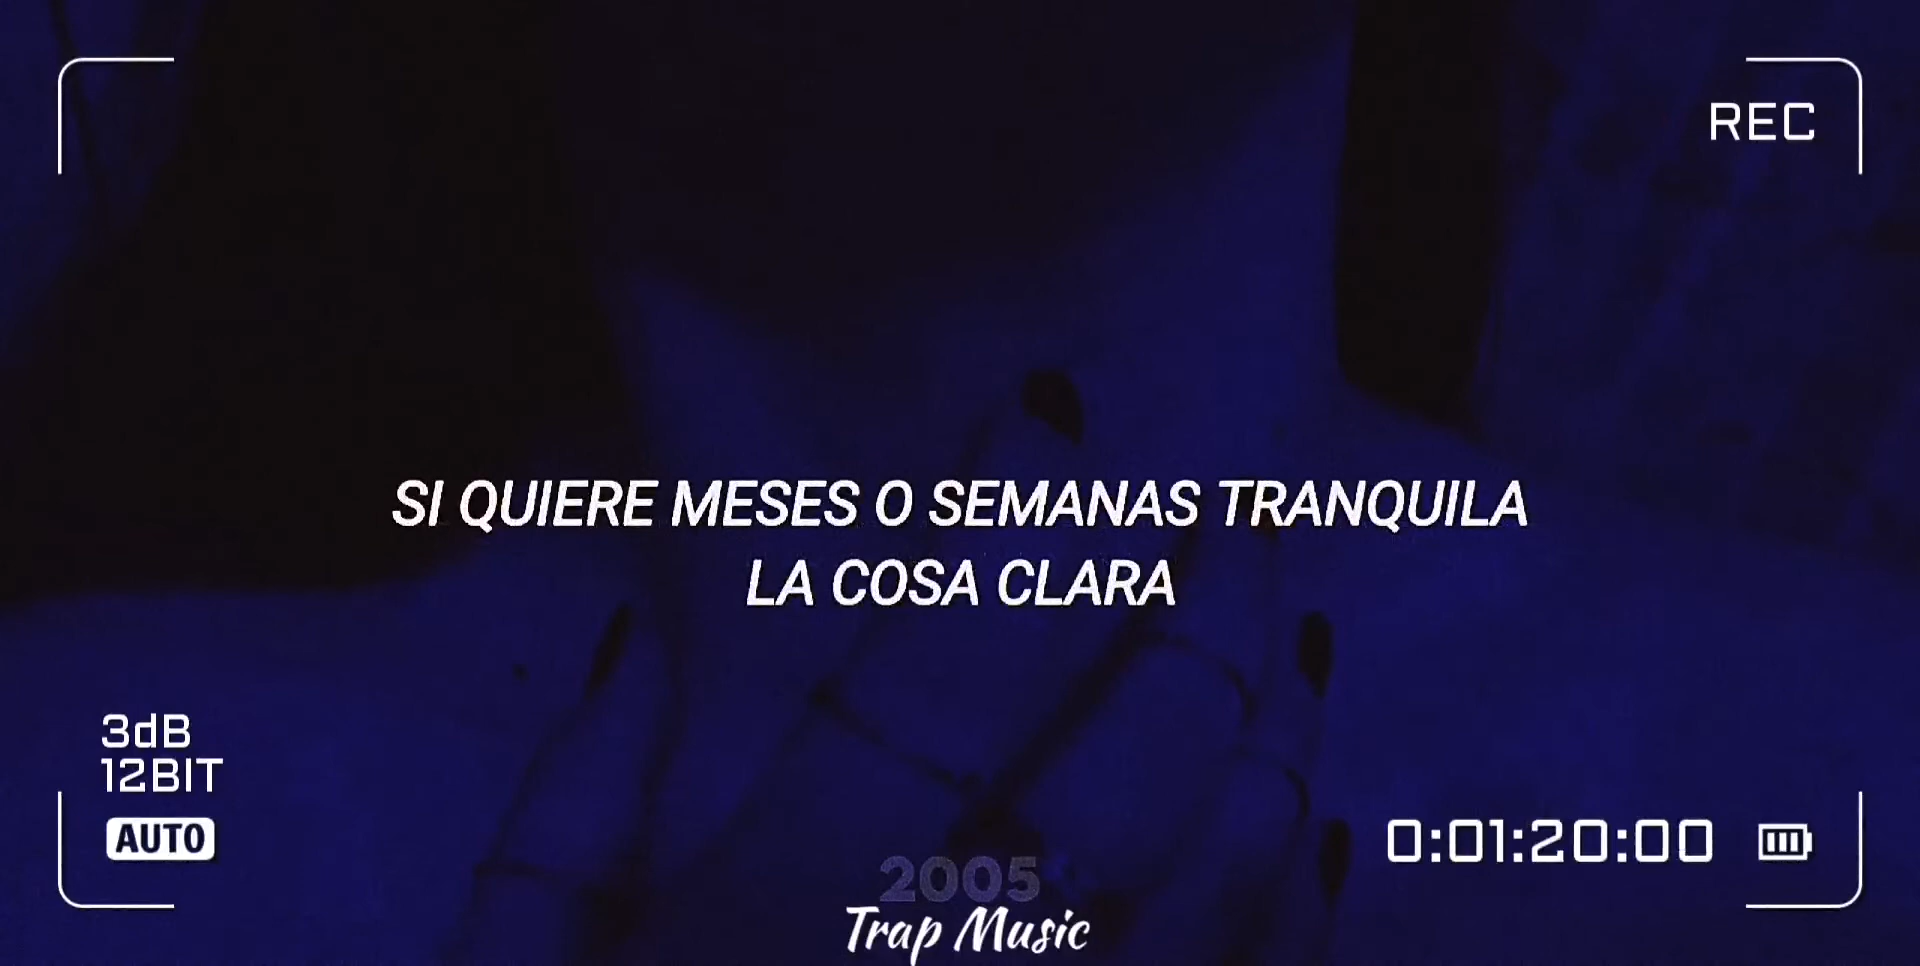 REC
SI QUIERE MESES O SEMANAS TRANQUILA
LA COSA CLARA
3dB
12BIT
AUTO
0:01:20:00
2005
Trap Music